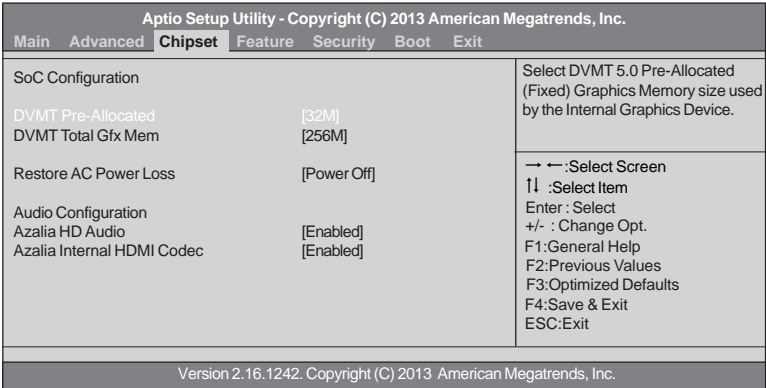 Aptio Setup Utility - Copyright (C) 2013 American Megatrends, Inc.
Main Advanced Chipset Feature Security Boot Exit
SoC Configuration
DVMT Pre-Allocated [32M]
DVMT Total Gfx Mem [256M]
Restore AC Power Loss [Power Off]
Audio Configuration
Azalia HD Audio [Enabled]
Azalia Internal HDMI Codec [Enabled]
Select DVMT 5.0 Pre-Allocated
(Fixed) Graphics Memory size used
by the Internal Graphics Device.
→ ←:Select Screen
↑↓ :Select Item
Enter : Select
+/- : Change Opt.
F1:General Help
F2:Previous Values
F3:Optimized Defaults
F4:Save & Exit
ESC:Exit
Version 2.16.1242. Copyright (C) 2013 American Megatrends, Inc.